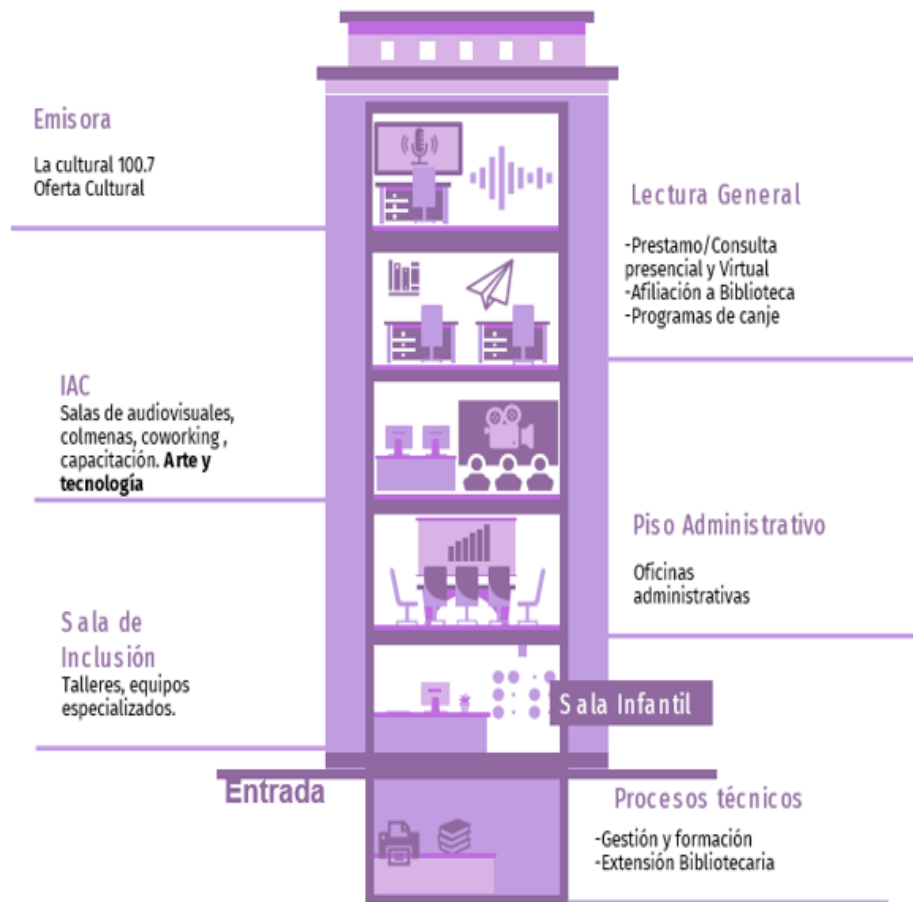 Emisora
La cultural 100.7
Oferta Cultural
Lectura General
-Prestamo/Consulta
presencial y Virtual
-Afiliación a Biblioteca
-Programas de canje
IAC
Salas de audiovisuales,
colmenas, coworking ,
capacitación. Arte y
tecnología
Piso Administrativo
Oficinas
administrativas
Sala de
Inclusión
Talleres, equipos
especializados.
Sala Infantil
Entrada
Procesos técnicos
-Gestión y formación
-Extensión Bibliotecaria